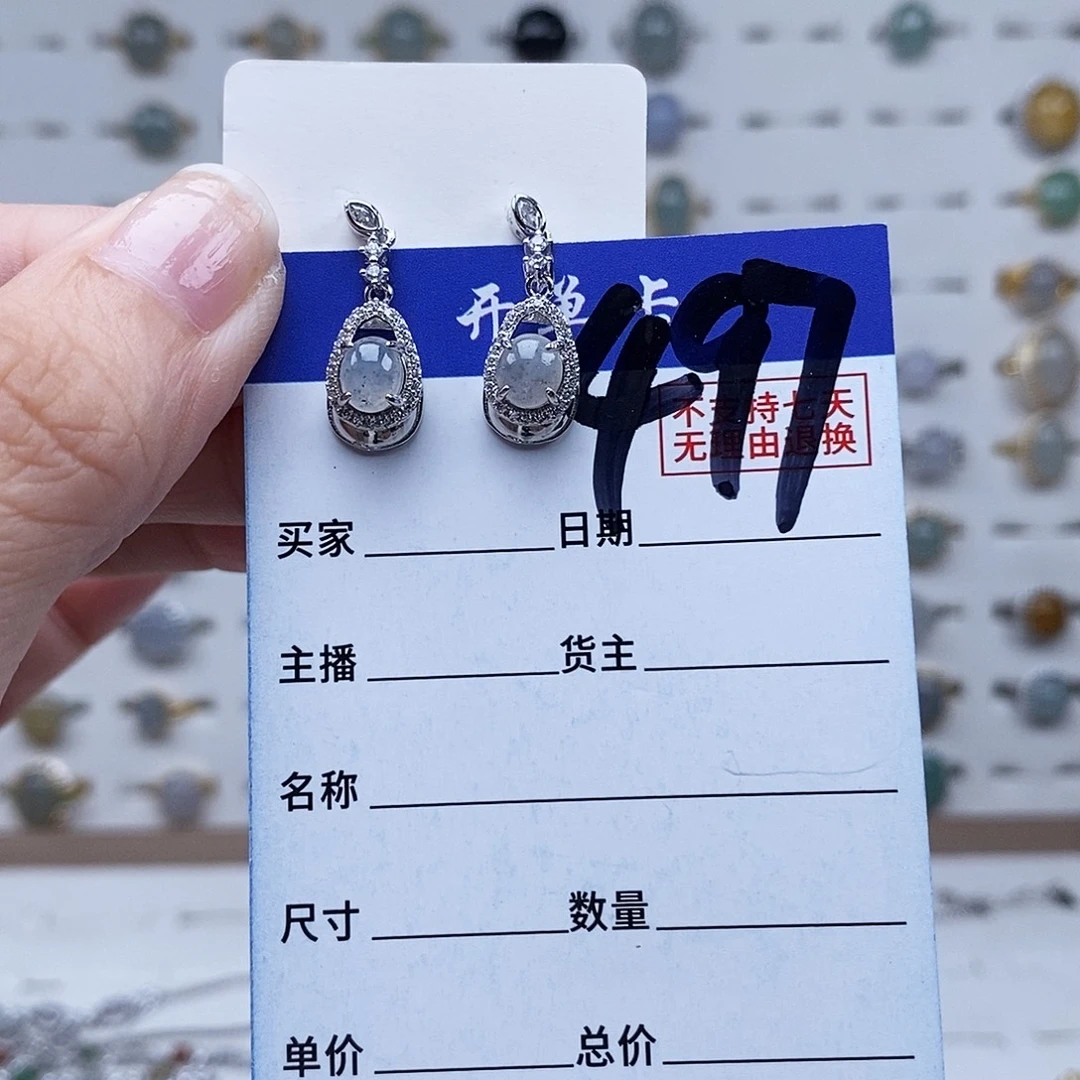 开单卡
497
不支持七天
无理由退换
买家 日期
主播 货主
名称
尺寸 数量
单价 总价